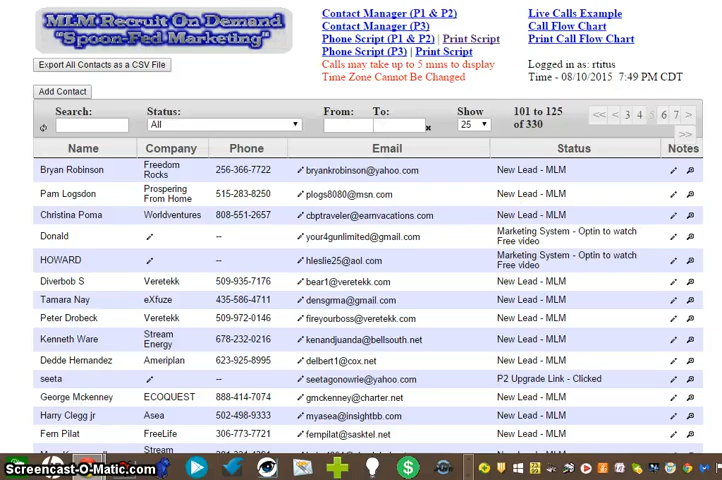 MLM Recruit On Demand
"Spoon-Fed Marketing"
Contact Manager (P1 & P2)
Contact Manager (P3)
Phone Script (P1 & P2) | Print Script
Phone Script (P3) | Print Script
Calls may take up to 5 mins to display
Time Zone Cannot Be Changed
Live Calls Example
Call Flow Chart
Print Call Flow Chart
Logged in as: rtitus
Time - 08/10/2015 7:49 PM CDT
Export All Contacts as a CSV File
Add Contact
Search: Status: From: To: Show 101 to 125 of 330
All 25 << < 3 4 5 6 7 > >>
Name Company Phone Email Status Notes
Bryan Robinson Freedom Rocks 256-366-7722 bryankrobinson@yahoo.com New Lead - MLM
Pam Logsdon Prospering From Home 515-283-8250 plogs8080@msn.com New Lead - MLM
Christina Poma Worldventures 808-551-2657 cbptraveler@earnvacations.com New Lead - MLM
Donald -- your4gunlimited@gmail.com Marketing System - Optin to watch Free video
HOWARD -- hleslie25@aol.com Marketing System - Optin to watch Free video
Diverbob S Veretekk 509-935-7176 bear1@veretekk.com New Lead - MLM
Tamara Nay eXfuze 435-586-4711 densgrma@gmail.com New Lead - MLM
Peter Drobeck Veretekk 509-972-0146 fireyourboss@veretekk.com New Lead - MLM
Kenneth Ware Stream Energy 678-232-0216 kenandjuanda@bellsouth.net New Lead - MLM
Dedde Hernandez Ameriplan 623-925-8995 delbert1@cox.net New Lead - MLM
seeta -- seetagonowrie@yahoo.com P2 Upgrade Link - Clicked
George Mckenney ECOQUEST 888-414-7074 gmckenney@charter.net New Lead - MLM
Harry Clegg jr Asea 502-498-9333 myasea@insightbb.com New Lead - MLM
Fern Pilat FreeLife 306-773-7721 fernpilat@sasktel.net New Lead - MLM
Stream
Screencast-O-Matic.com